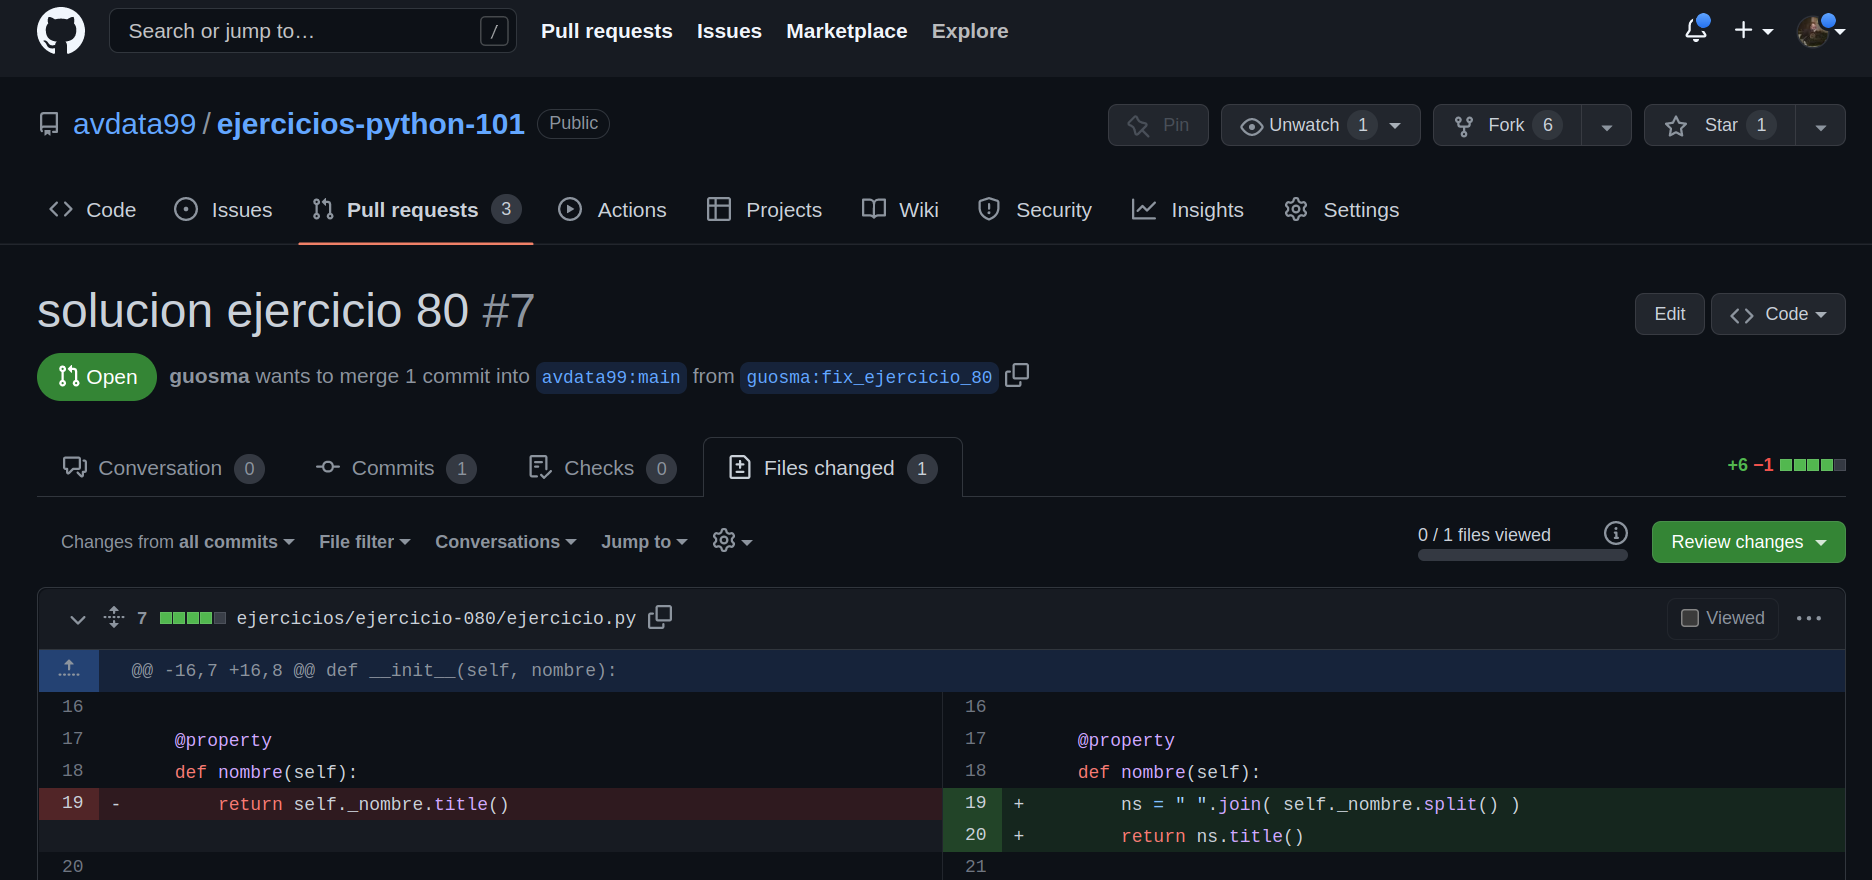 Search or jump to… / Pull requests Issues Marketplace Explore
avdata99 / ejercicios-python-101 Public Pin Unwatch 1 Fork 6 Star 1
Code Issues Pull requests 3 Actions Projects Wiki Security Insights Settings
solucion ejercicio 80 #7 Edit Code
Open guosma wants to merge 1 commit into avdata99:main from guosma:fix_ejercicio_80
Conversation 0 Commits 1 Checks 0 Files changed 1 +6 −1
Changes from all commits File filter Conversations Jump to 0 / 1 files viewed Review changes
7 ejercicios/ejercicio-080/ejercicio.py Viewed
@@ -16,7 +16,8 @@ def __init__(self, nombre):
16 16
17 @property 17 @property
18 def nombre(self): 18 def nombre(self):
19 - return self._nombre.title() 19 + ns = " ".join( self._nombre.split() )
20 + return ns.title()
20 21